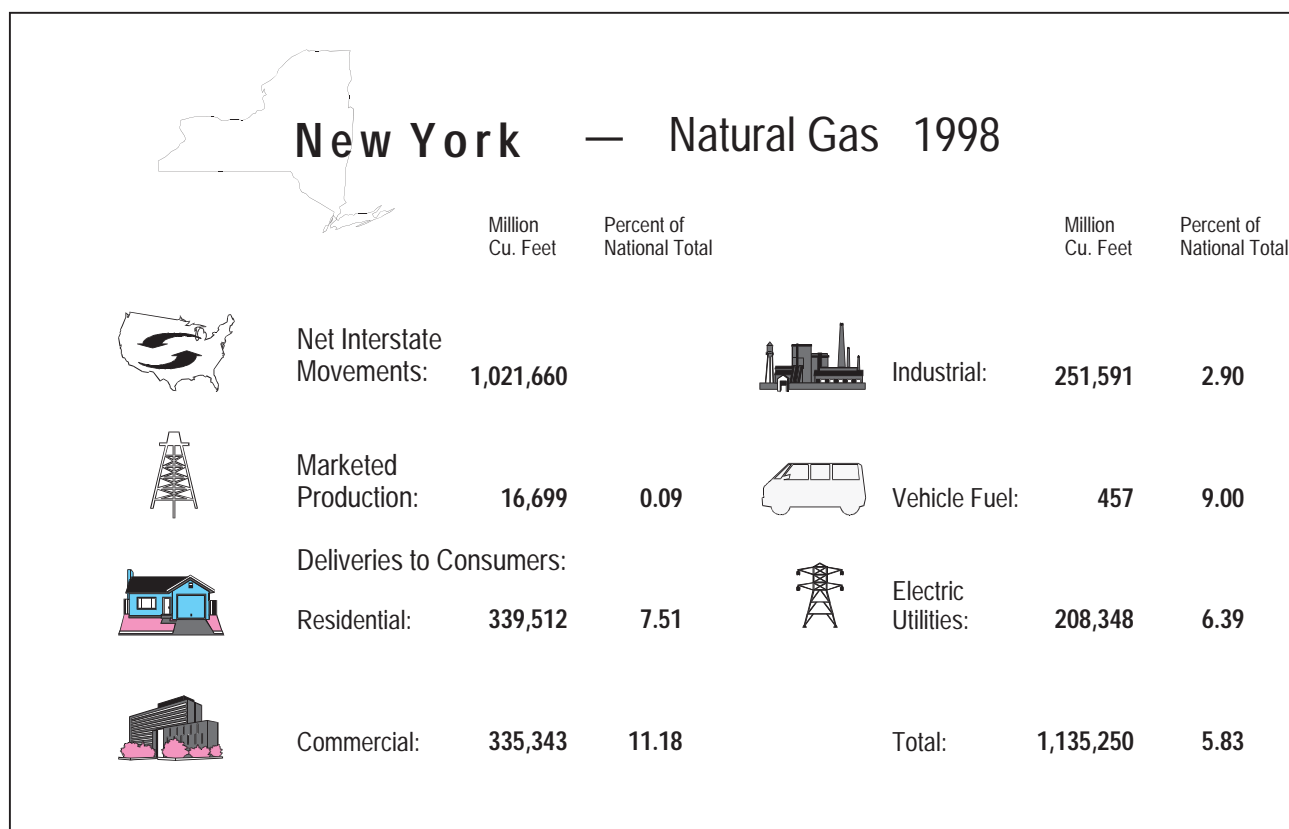 New York — Natural Gas 1998
Million Cu. Feet
Percent of National Total
Million Cu. Feet
Percent of National Total
Net Interstate
Movements: 1,021,660
Marketed
Production: 16,699 0.09
Deliveries to Consumers:
Residential: 339,512 7.51
Commercial: 335,343 11.18
Industrial: 251,591 2.90
Vehicle Fuel: 457 9.00
Electric
Utilities: 208,348 6.39
Total: 1,135,250 5.83